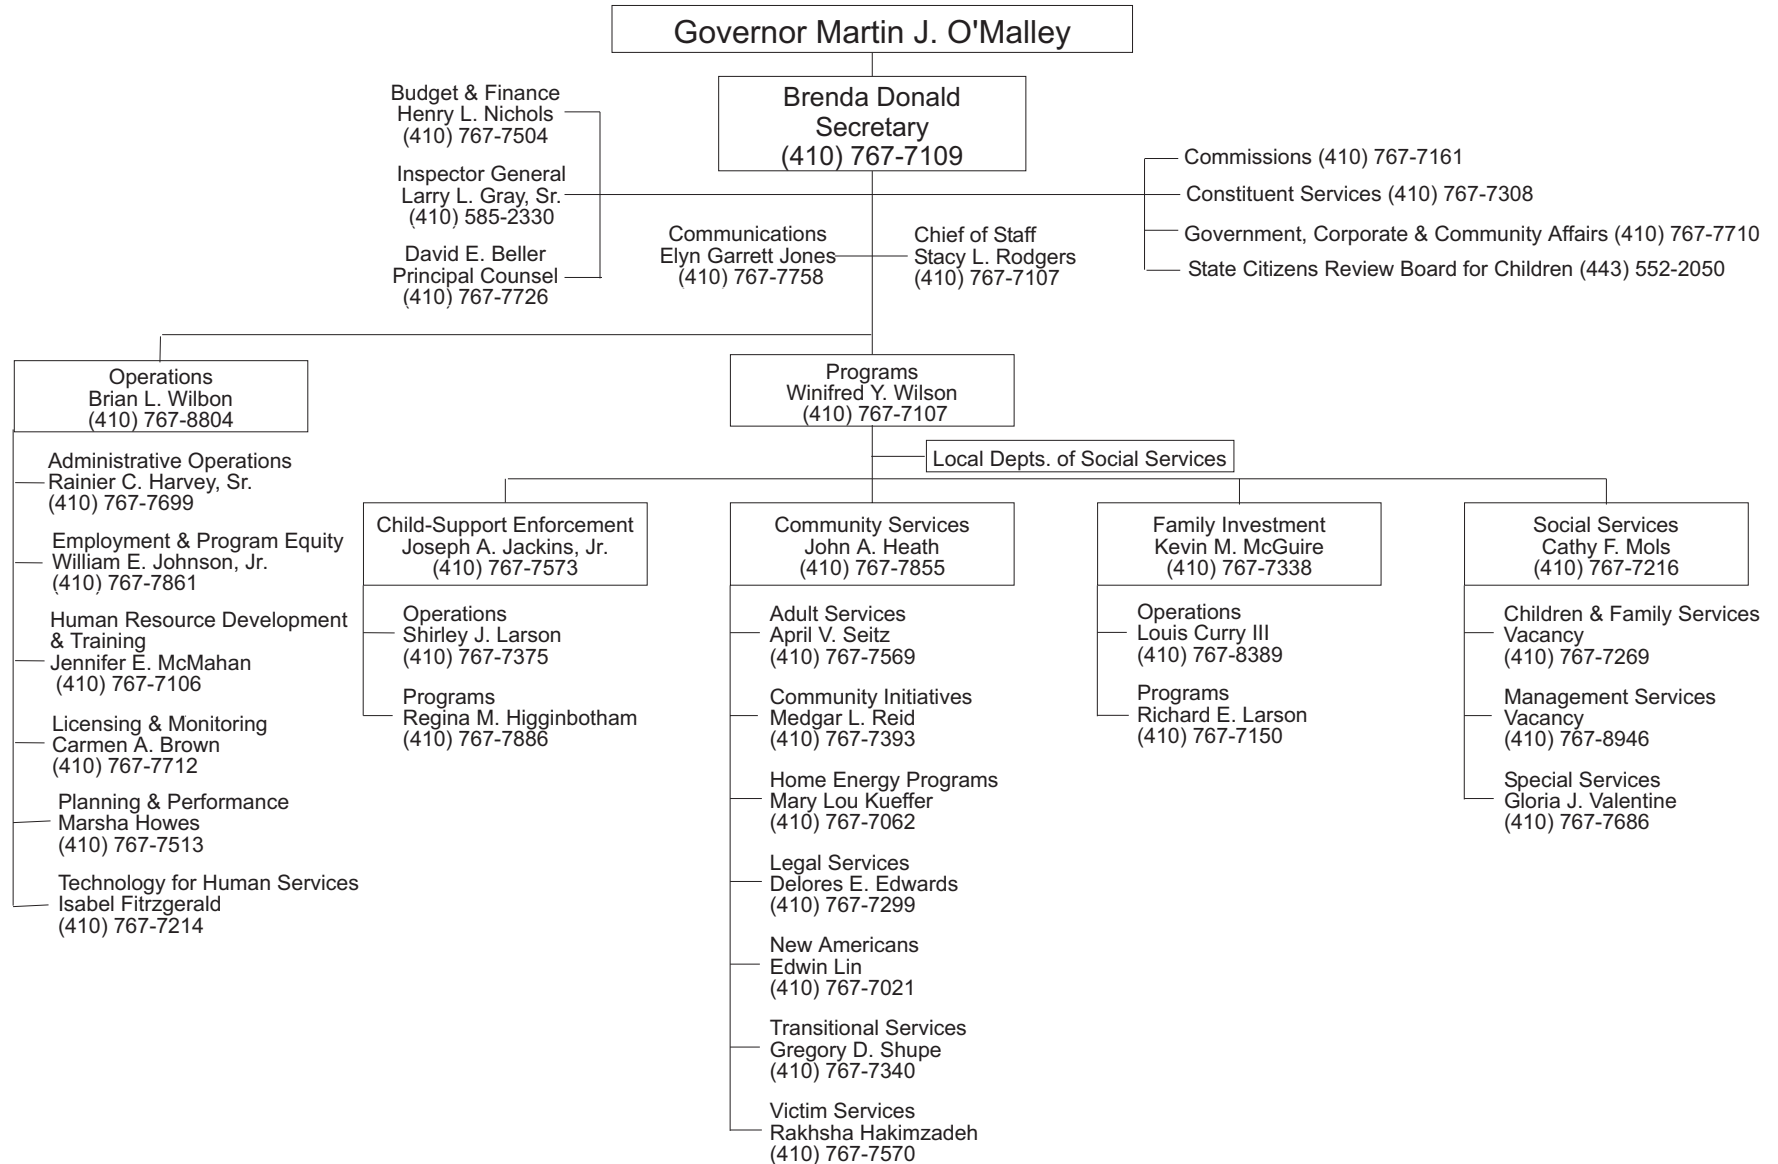 Governor Martin J. O'Malley
Brenda Donald
Secretary
(410) 767-7109
Budget & Finance
Henry L. Nichols
(410) 767-7504
Inspector General
Larry L. Gray, Sr.
(410) 585-2330
David E. Beller
Principal Counsel
(410) 767-7726
Communications
Elyn Garrett Jones
(410) 767-7758
Chief of Staff
Stacy L. Rodgers
(410) 767-7107
Commissions (410) 767-7161
Constituent Services (410) 767-7308
Government, Corporate & Community Affairs (410) 767-7710
State Citizens Review Board for Children (443) 552-2050
Operations
Brian L. Wilbon
(410) 767-8804
Administrative Operations
Rainier C. Harvey, Sr.
(410) 767-7699
Employment & Program Equity
William E. Johnson, Jr.
(410) 767-7861
Human Resource Development
& Training
Jennifer E. McMahan
(410) 767-7106
Licensing & Monitoring
Carmen A. Brown
(410) 767-7712
Planning & Performance
Marsha Howes
(410) 767-7513
Technology for Human Services
Isabel Fitrzgerald
(410) 767-7214
Programs
Winifred Y. Wilson
(410) 767-7107
Local Depts. of Social Services
Child-Support Enforcement
Joseph A. Jackins, Jr.
(410) 767-7573
Operations
Shirley J. Larson
(410) 767-7375
Programs
Regina M. Higginbotham
(410) 767-7886
Community Services
John A. Heath
(410) 767-7855
Adult Services
April V. Seitz
(410) 767-7569
Community Initiatives
Medgar L. Reid
(410) 767-7393
Home Energy Programs
Mary Lou Kueffer
(410) 767-7062
Legal Services
Delores E. Edwards
(410) 767-7299
New Americans
Edwin Lin
(410) 767-7021
Transitional Services
Gregory D. Shupe
(410) 767-7340
Victim Services
Rakhsha Hakimzadeh
(410) 767-7570
Family Investment
Kevin M. McGuire
(410) 767-7338
Operations
Louis Curry III
(410) 767-8389
Programs
Richard E. Larson
(410) 767-7150
Social Services
Cathy F. Mols
(410) 767-7216
Children & Family Services
Vacancy
(410) 767-7269
Management Services
Vacancy
(410) 767-8946
Special Services
Gloria J. Valentine
(410) 767-7686